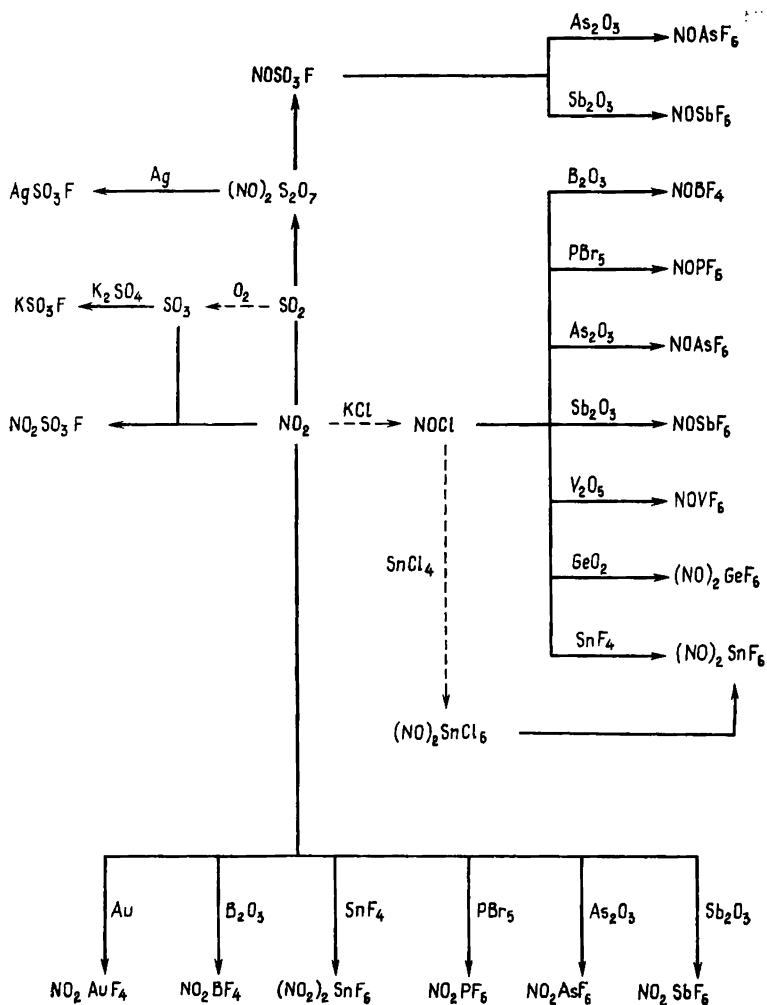 As₂O₃ NOAsF₆
NOSO₃F
Sb₂O₃ NOSbF₆
Ag
AgSO₃F (NO)₂S₂O₇ B₂O₃ NOBF₄
PBr₅ NOPF₆
K₂SO₄ O₂
KSO₃F SO₃ SO₂
As₂O₃ NOAsF₆
KCl Sb₂O₃
NO₂SO₃F NO₂ NOCl NOSbF₆
V₂O₅ NOVF₆
SnCl₄ GeO₂ (NO)₂GeF₆
SnF₄ (NO)₂SnF₆
(NO)₂SnCl₆
Au B₂O₃ SnF₄ PBr₅ As₂O₃ Sb₂O₃
NO₂AuF₄ NO₂BF₄ (NO₂)₂SnF₆ NO₂PF₆ NO₂AsF₆ NO₂SbF₆